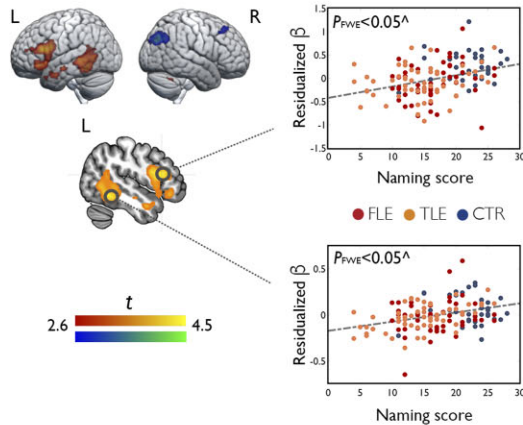 L
R
L
t
2.6
4.5
P_FWE<0.05^
Residualized β
1.5
1
0.5
0
-0.5
-1
-1.5
0 5 10 15 20 25 30
Naming score
FLE TLE CTR
P_FWE<0.05^
Residualized β
0.5
0
-0.5
0 5 10 15 20 25 30
Naming score